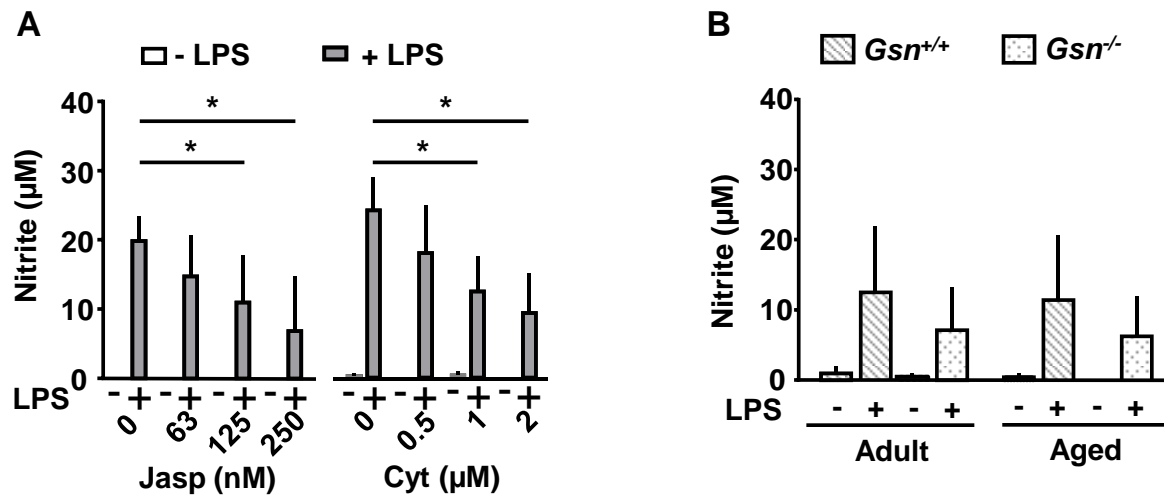 A
- LPS
+ LPS
* *
* *
Nitrite (µM)
40
30
20
10
0
LPS - + - + - + - + - + - + - + - +
0 63 125 250 0 0.5 1 2
Jasp (nM) Cyt (µM)
B
Gsn+/+
Gsn-/-
Nitrite (µM)
40
20
10
0
LPS - + - + - + - +
Adult Aged